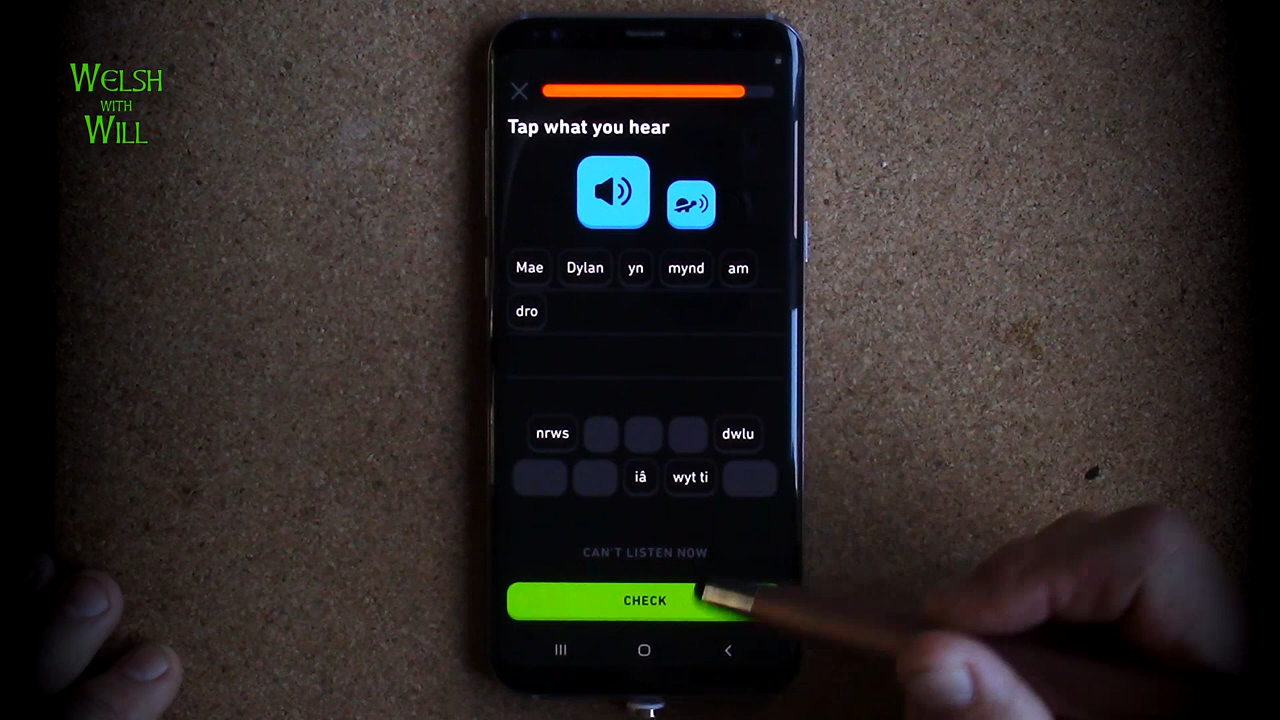 WELSH
WITH
WILL
Tap what you hear
Mae Dylan yn mynd am
dro
nrws dwlu
iâ wyt ti
CAN'T LISTEN NOW
CHECK